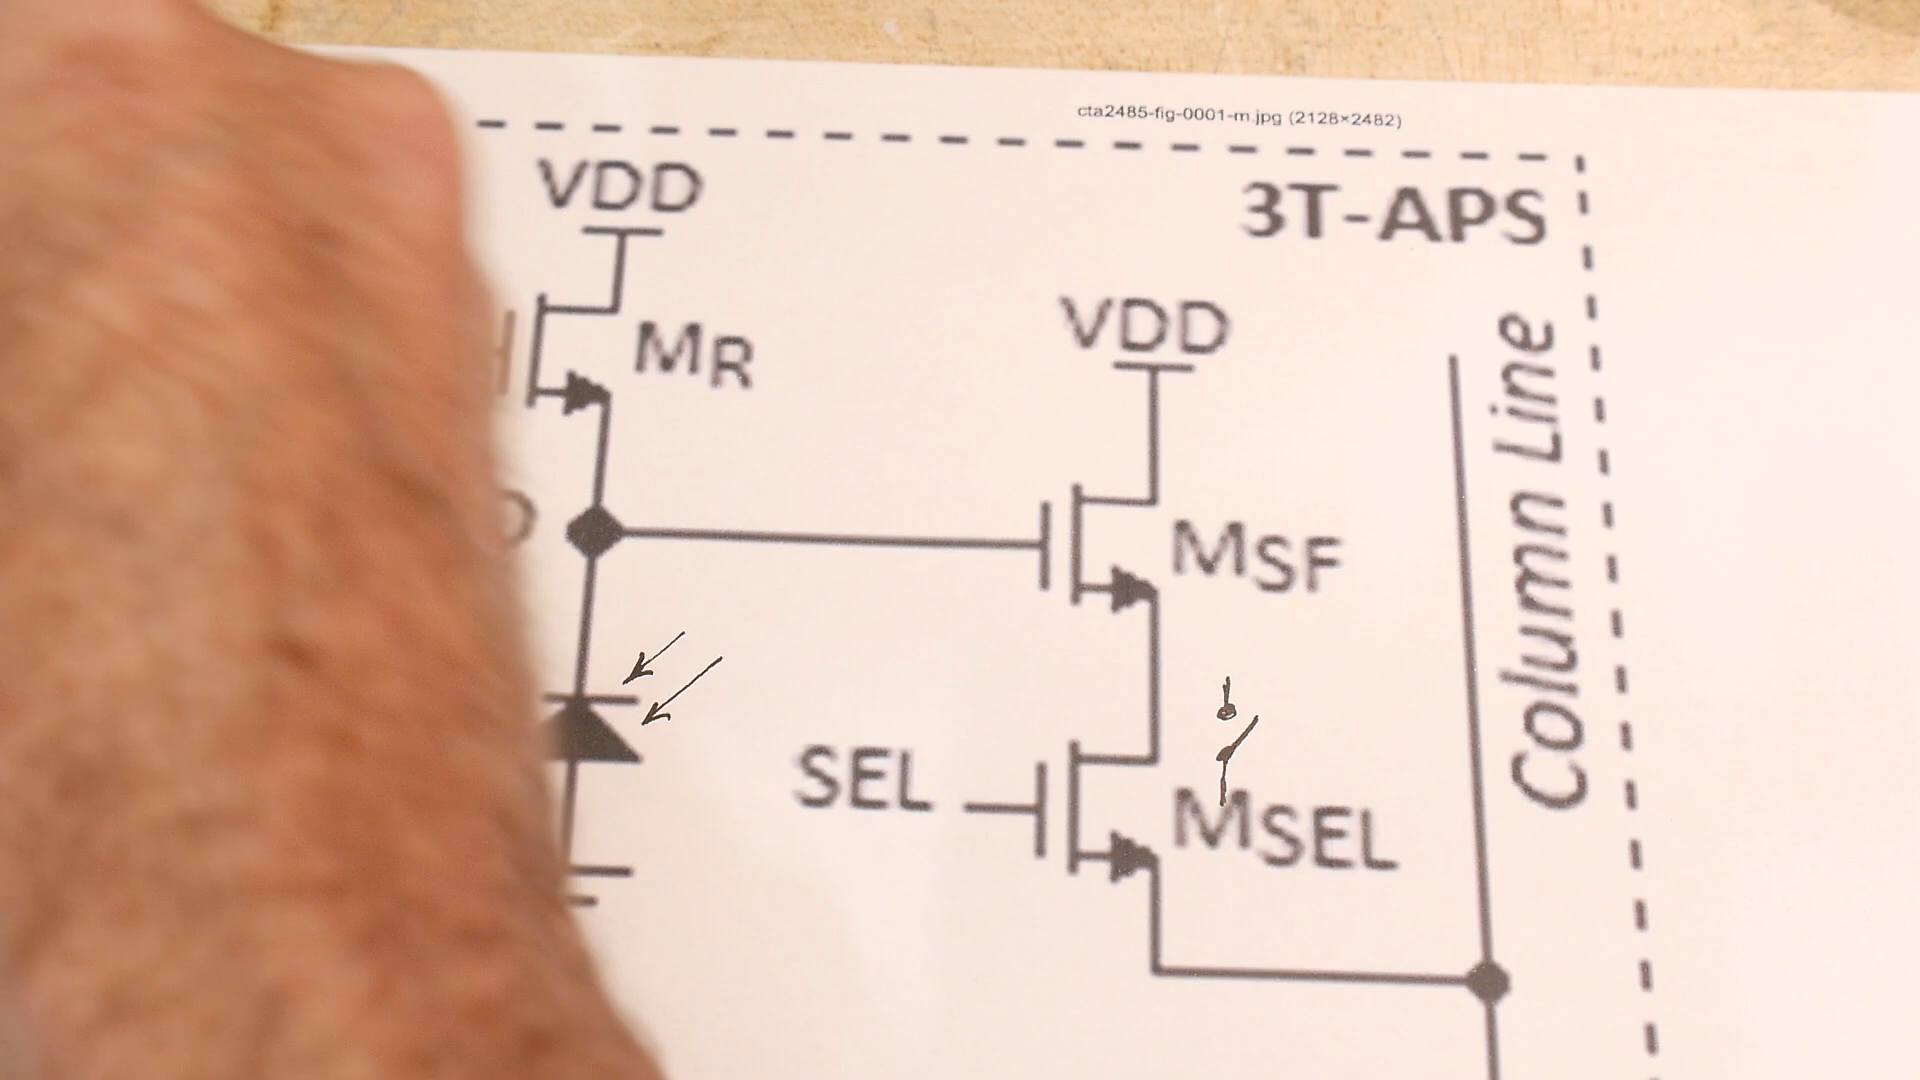 cta2485-fig-0001-m.jpg (2128×2482)
VDD
3T-APS
MR
VDD
Column Line
MSF
SEL
MSEL